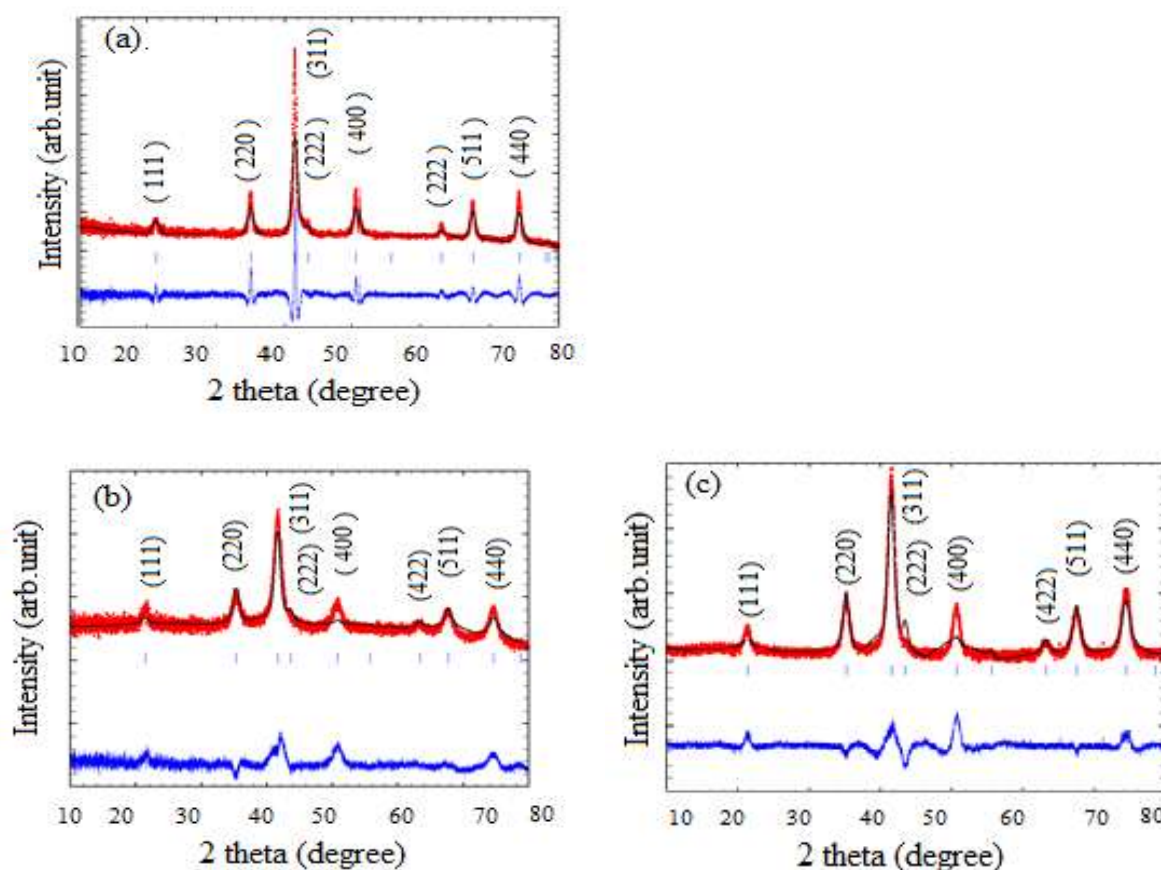 (a)
Intensity (arb.unit)
( 111 )
( 220 )
(311)
( 222 )
( 400 )
( 222 )
( 511 )
( 440 )
10 20 30 40 50 60 70 80
2 theta (degree)
(b)
Intensity (arb.unit)
(111)
(220)
(311)
(222)
( 400)
(422)
(511)
(440)
10 20 30 40 50 60 70 80
2 theta (degree)
(c)
Intensity (arb.unit)
(111)
(220)
(311)
(222)
(400)
(422)
(511)
(440)
10 20 30 40 50 60 70 80
2 theta (degree)